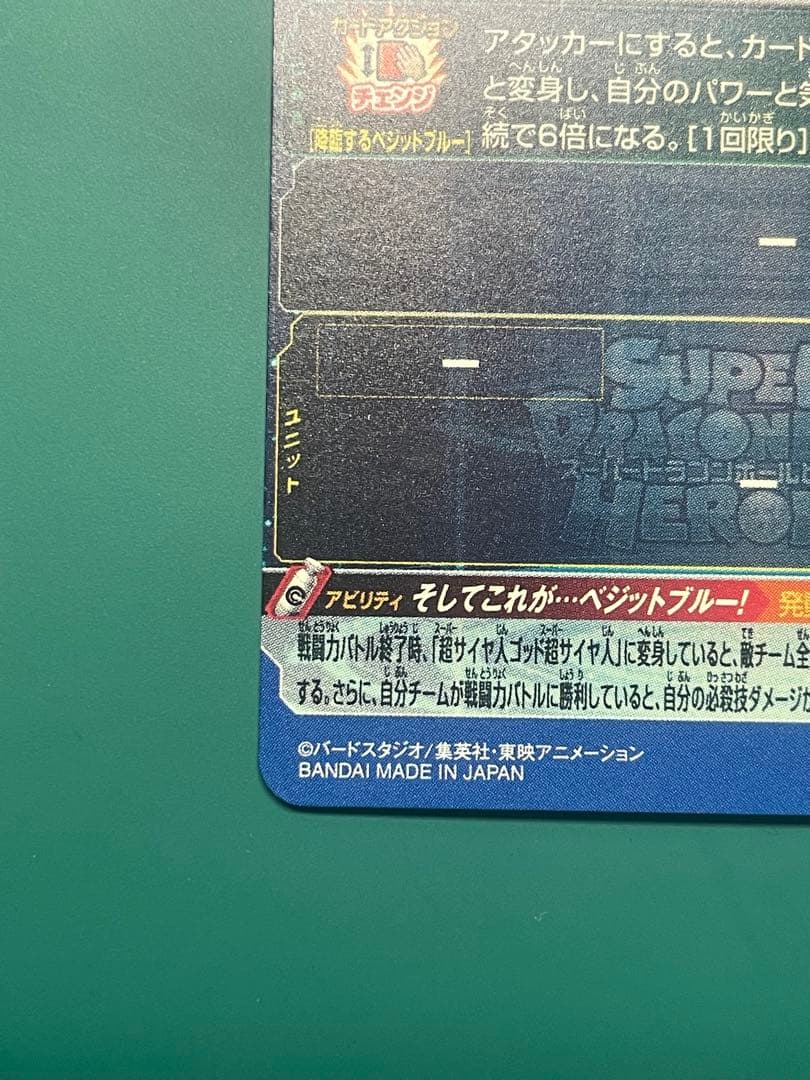 カードアクション
チェンジ
[降臨するベジットブルー]
アタッカーにすると、カード
と変身し、自分のパワーと気
続で6倍になる。[1回限り]
ー
ー
ユニット
SUPER
DRAGON
スーパードラゴンボール
HEROES
ー
アビリティ そしてこれが…ベジットブルー! 発
戦闘力バトル終了時、「超サイヤ人ゴッド超サイヤ人」に変身していると、敵チーム全
する。さらに、自分チームが戦闘力バトルに勝利していると、自分の必殺技ダメージが
©バードスタジオ/集英社・東映アニメーション
BANDAI MADE IN JAPAN